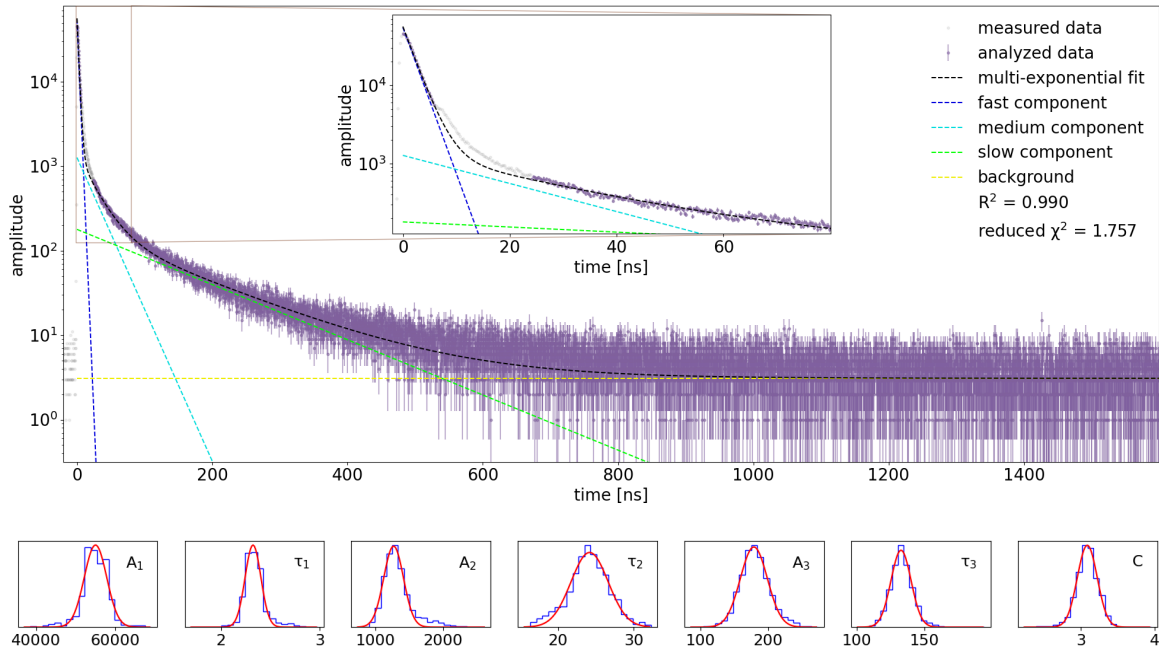 measured data
analyzed data
multi-exponential fit
fast component
medium component
slow component
background
R² = 0.990
reduced χ² = 1.757
amplitude
10⁴
10³
10²
10¹
10⁰
0 200 400 600 800 1000 1200 1400
time [ns]
amplitude
10⁴
10³
0 20 40 60
time [ns]
A₁
40000 60000
τ₁
2 3
A₂
1000 2000
τ₂
20 30
A₃
100 200
τ₃
100 150
C
3 4